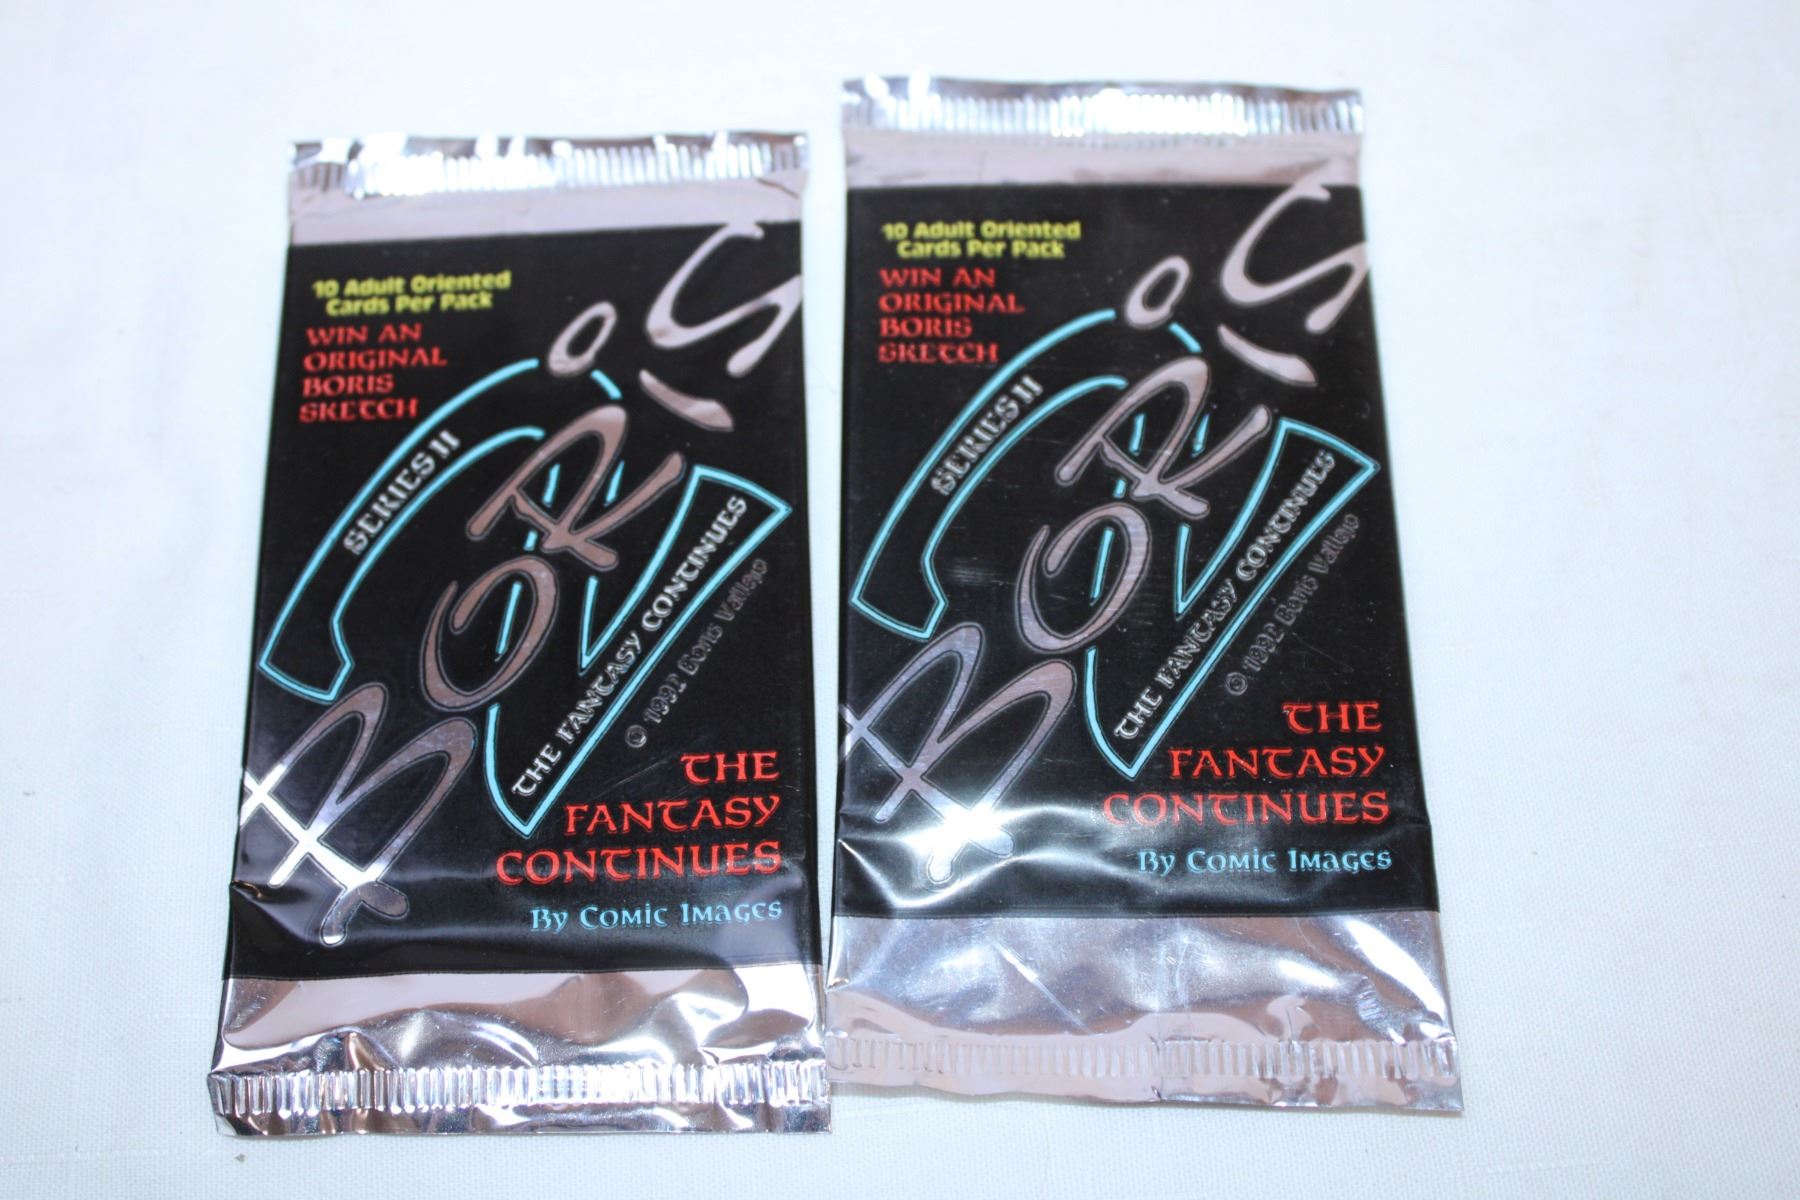 10 Adult Oriented
Cards Per Pack
WIN AN
ORIGINAL
BORIS
SKETCH
SERIES II
BORIS
THE FANTASY CONTINUES
© 1992 Boris Vallejo
THE
FANTASY
CONTINUES
By Comic Images
10 Adult Oriented
Cards Per Pack
WIN AN
ORIGINAL
BORIS
SKETCH
SERIES II
BORIS
THE FANTASY CONTINUES
© 1992 Boris Vallejo
THE
FANTASY
CONTINUES
By Comic Images